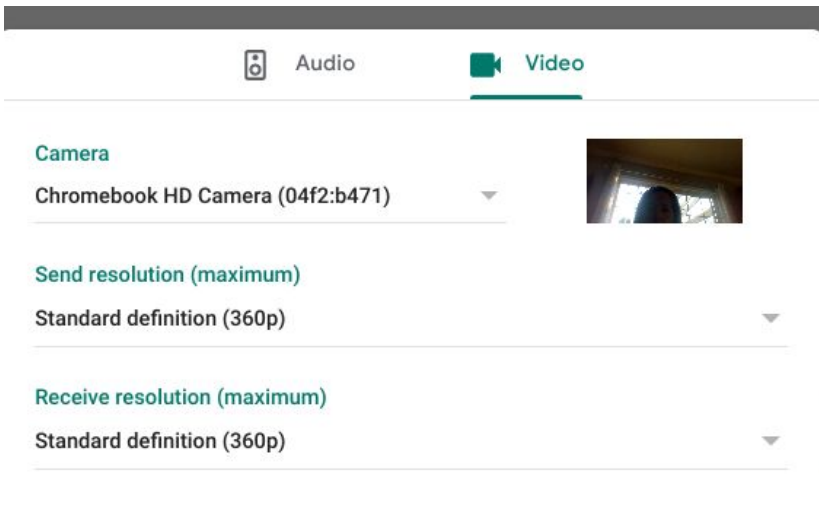 Audio
Video
Camera
Chromebook HD Camera (04f2:b471)
Send resolution (maximum)
Standard definition (360p)
Receive resolution (maximum)
Standard definition (360p)